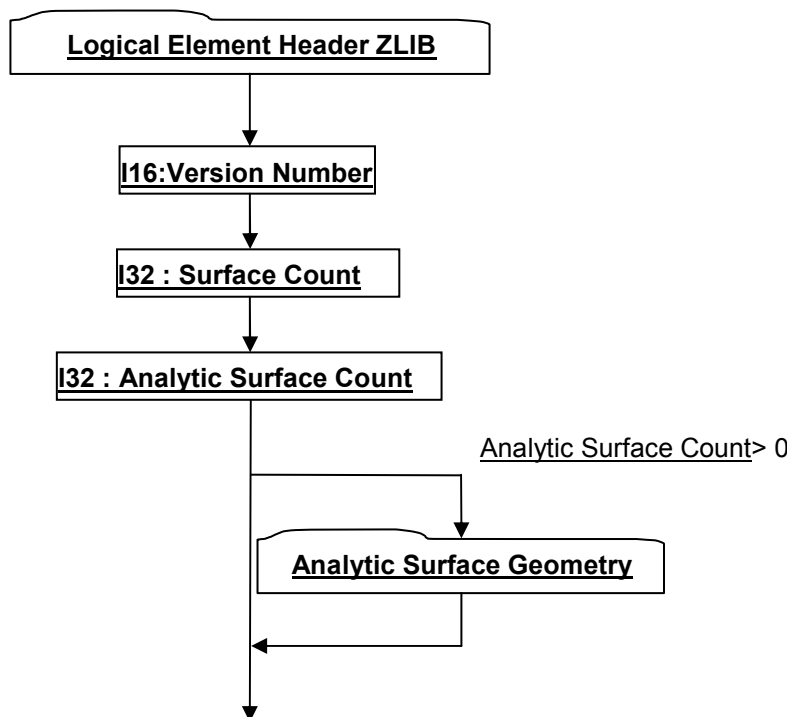 Logical Element Header ZLIB
I16:Version Number
I32 : Surface Count
I32 : Analytic Surface Count
Analytic Surface Count> 0
Analytic Surface Geometry